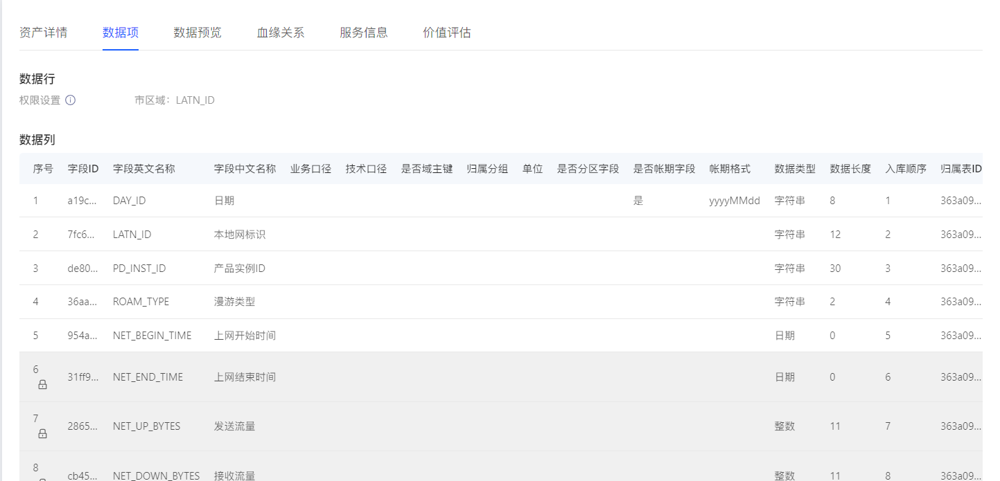 资产详情 数据项 数据预览 血缘关系 服务信息 价值评估
数据行
权限设置 市区域：LATN_ID
数据列
序号 字段ID 字段英文名称 字段中文名称 业务口径 技术口径 是否域主键 归属分组 单位 是否分区字段 是否帐期字段 帐期格式 数据类型 数据长度 入库顺序 归属表ID
1 a19c... DAY_ID 日期 是 yyyyMMdd 字符串 8 1 363a09...
2 7fc6... LATN_ID 本地网标识 字符串 12 2 363a09...
3 de80... PD_INST_ID 产品实例ID 字符串 30 3 363a09...
4 36aa... ROAM_TYPE 漫游类型 字符串 2 4 363a09...
5 954a... NET_BEGIN_TIME 上网开始时间 日期 0 5 363a09...
6 31ff9... NET_END_TIME 上网结束时间 日期 0 6 363a09...
7 2865... NET_UP_BYTES 发送流量 整数 11 7 363a09...
8 cb45... NET_DOWN_BYTES 接收流量 整数 11 8 363a09...